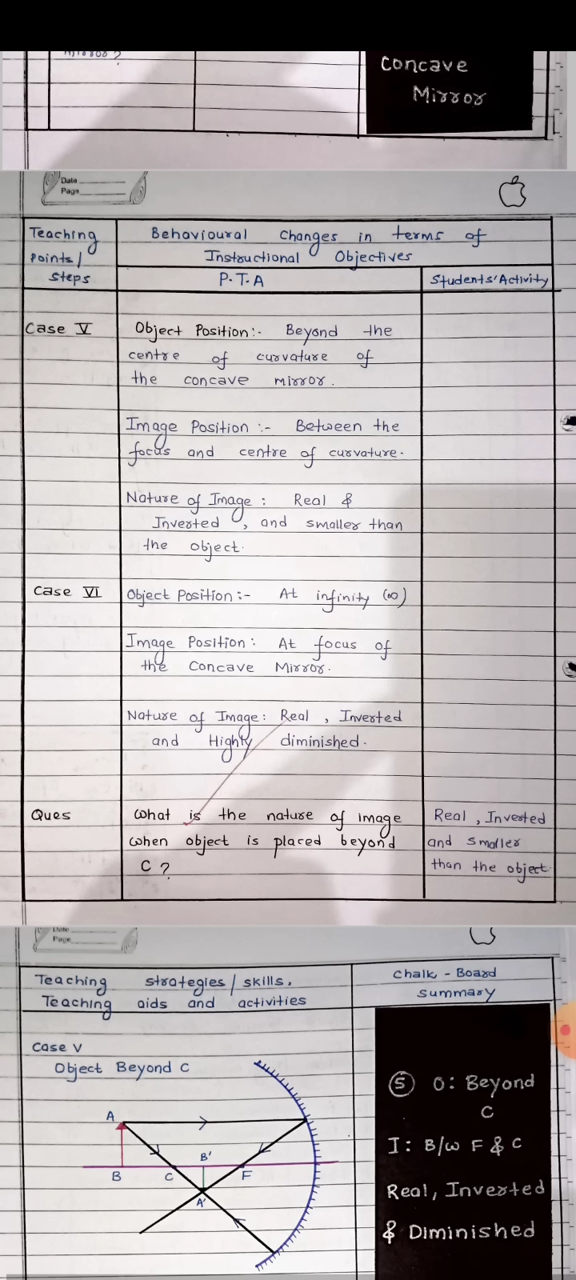 Mirror?
Concave
Mirror
Date
Page
Teaching Points/ Steps
Behavioural Changes in terms of
Instructional Objectives
P.T.A
Students' Activity
Case V
Object Position:- Beyond the
centre of curvature of
the concave mirror.
Image Position :- Between the
focus and centre of curvature.
Nature of Image : Real &
Inverted, and smaller than
the object.
Case VI
Object Position:- At infinity (∞)
Image Position : At focus of
the Concave Mirror.
Nature of Image: Real, Inverted
and Highly diminished.
Ques
What is the nature of image
when object is placed beyond
C ?
Real, Inverted
and smaller
than the object
Date
Page
Teaching strategies/skills,
Teaching aids and activities
Chalk-Board
Summary
Case V
Object Beyond C
A
B
C
B'
F
A'
⑤ O: Beyond
C
I: B/w F & C
Real, Inverted
& Diminished